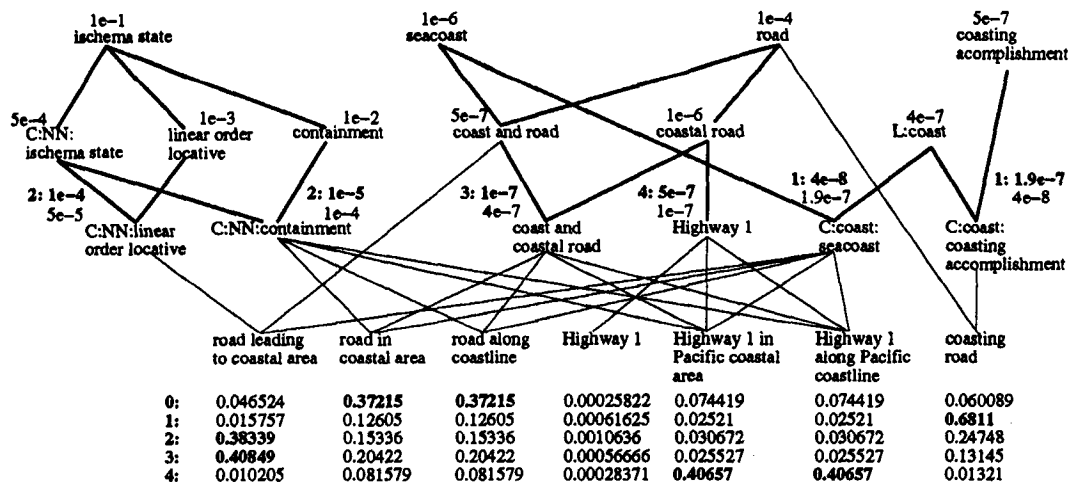 1e−1
ischema state
1e−6
seacoast
1e−4
road
5e−7
coasting
acomplishment
5e−4
C:NN:
ischema state
1e−3
linear order
locative
1e−2
containment
5e−7
coast and road
1e−6
coastal road
4e−7
L:coast
2: 1e−4
5e−5
C:NN:linear
order locative
2: 1e−5
1e−4
C:NN:containment
3: 1e−7
4e−7
coast and
coastal road
4: 5e−7
1e−7
Highway 1
1: 4e−8
1.9e−7
C:coast:
seacoast
1: 1.9e−7
4e−8
C:coast:
coasting
accomplishment
road leading
to coastal area
road in
coastal area
road along
coastline
Highway 1
Highway 1 in
Pacific coastal
area
Highway 1
along Pacific
coastline
coasting
road
0: 0.046524 0.37215 0.37215 0.00025822 0.074419 0.074419 0.060089
1: 0.015757 0.12605 0.12605 0.00061625 0.02521 0.02521 0.6811
2: 0.38339 0.15336 0.15336 0.0010636 0.030672 0.030672 0.24748
3: 0.40849 0.20422 0.20422 0.00056666 0.025527 0.025527 0.13145
4: 0.010205 0.081579 0.081579 0.00028371 0.40657 0.40657 0.01321